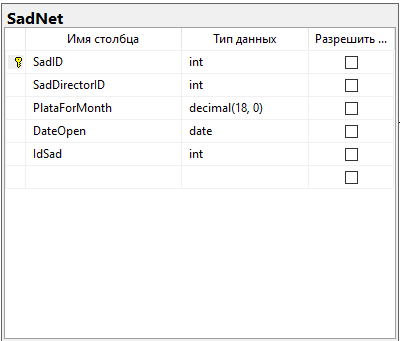 SadNet
Имя столбца Тип данных Разрешить ...
SadID int
SadDirectorID int
PlataForMonth decimal(18, 0)
DateOpen date
IdSad int